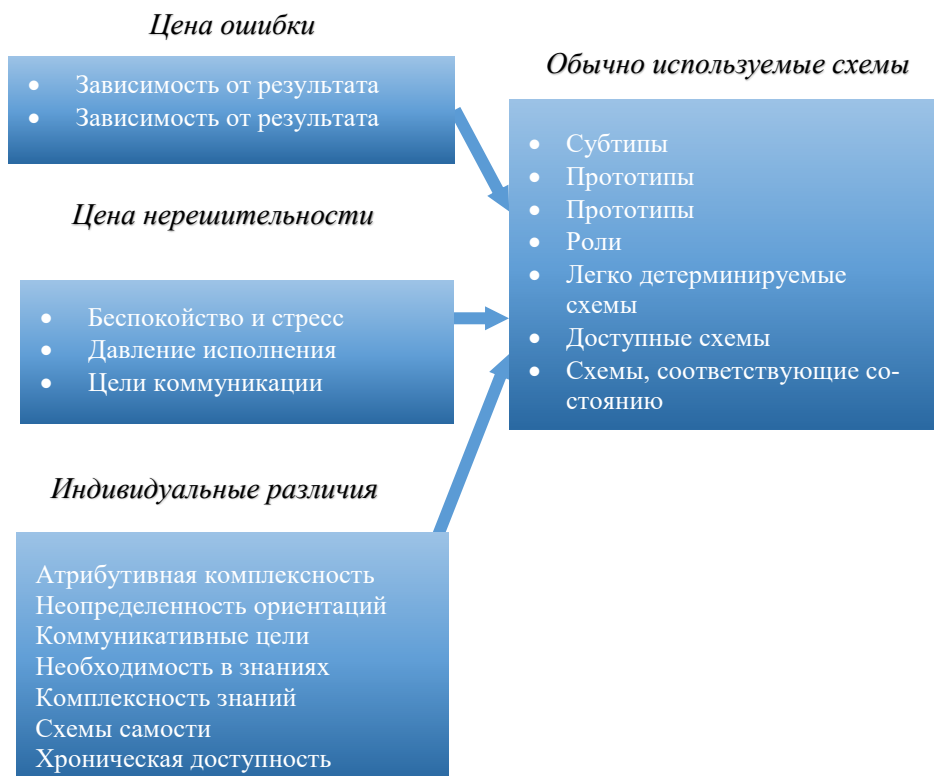 Цена ошибки
• Зависимость от результата
• Зависимость от результата
Цена нерешительности
• Беспокойство и стресс
• Давление исполнения
• Цели коммуникации
Индивидуальные различия
Атрибутивная комплексность
Неопределенность ориентаций
Коммуникативные цели
Необходимость в знаниях
Комплексность знаний
Схемы самости
Хроническая доступность
Обычно используемые схемы
• Субтипы
• Прототипы
• Прототипы
• Роли
• Легко детерминируемые
схемы
• Доступные схемы
• Схемы, соответствующие со-
стоянию